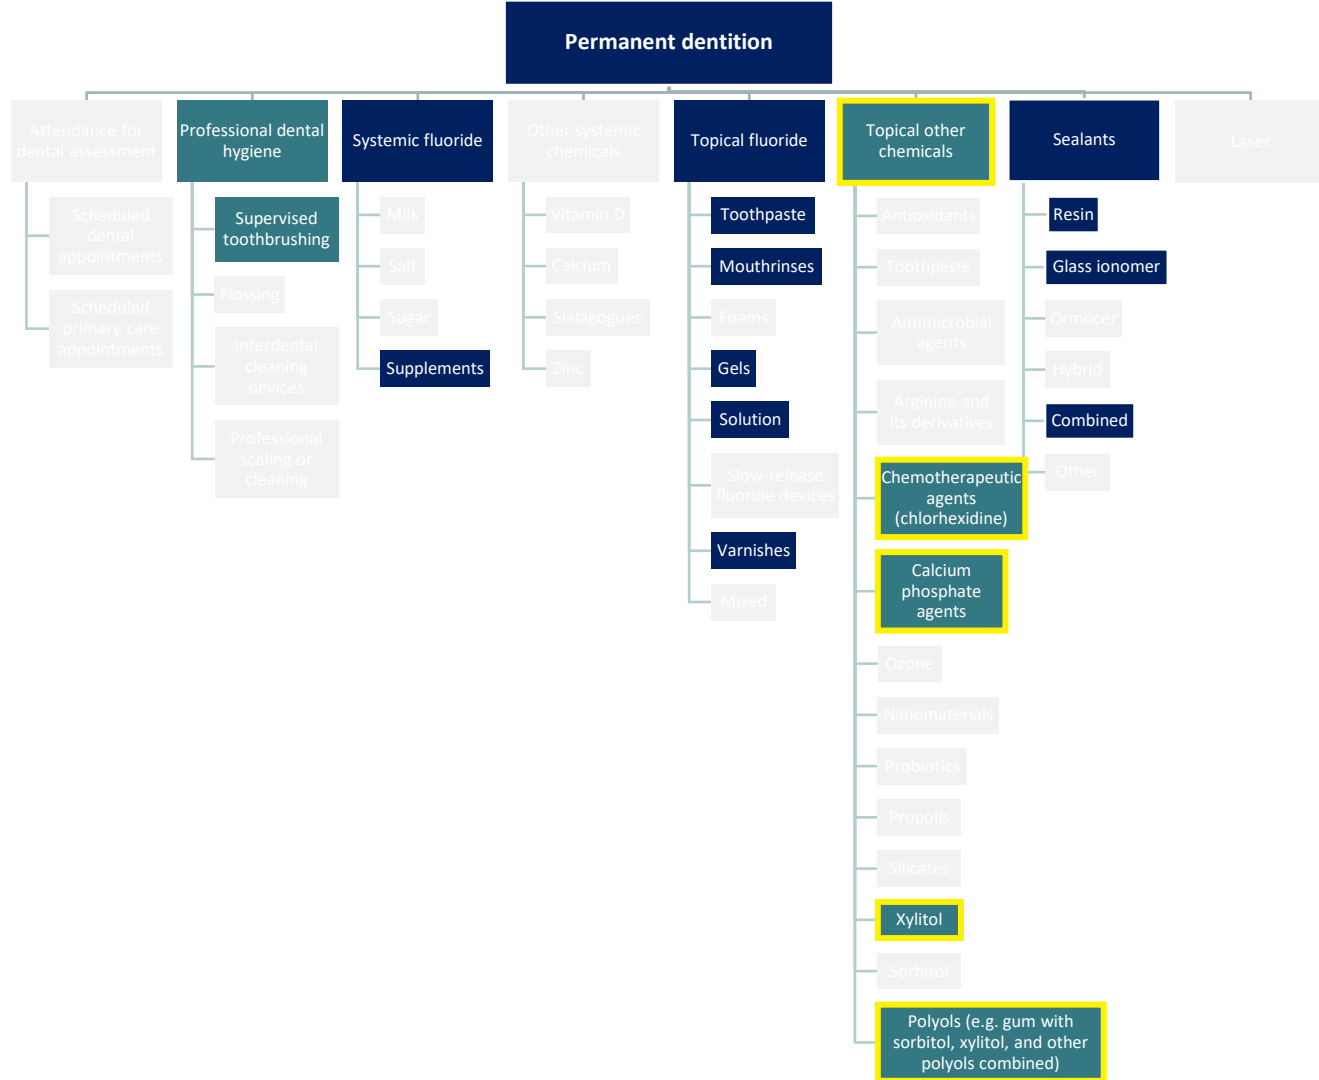 Permanent dentition
Attendance for
dental assessment
Scheduled
dental
appointments
Scheduled
primary care
appointments
Professional dental
hygiene
Supervised
toothbrushing
Flossing
Interdental
cleaning
devices
Professional
scaling or
cleaning
Systemic fluoride
Milk
Salt
Sugar
Supplements
Other systemic
chemicals
Vitamin D
Calcium
Sialagogues
Zinc
Topical fluoride
Toothpaste
Mouthrinses
Foams
Gels
Solution
Slow-release
fluoride devices
Varnishes
Mixed
Topical other
chemicals
Antioxidants
Toothpaste
Antimicrobial
agents
Arginine and
its derivatives
Chemotherapeutic
agents
(chlorhexidine)
Calcium
phosphate
agents
Ozone
Nanomaterials
Probiotics
Propolis
Silicates
Xylitol
Sorbitol
Polyols (e.g. gum with
sorbitol, xylitol, and other
polyols combined)
Sealants
Resin
Glass ionomer
Ormocer
Hybrid
Combined
Other
Laser